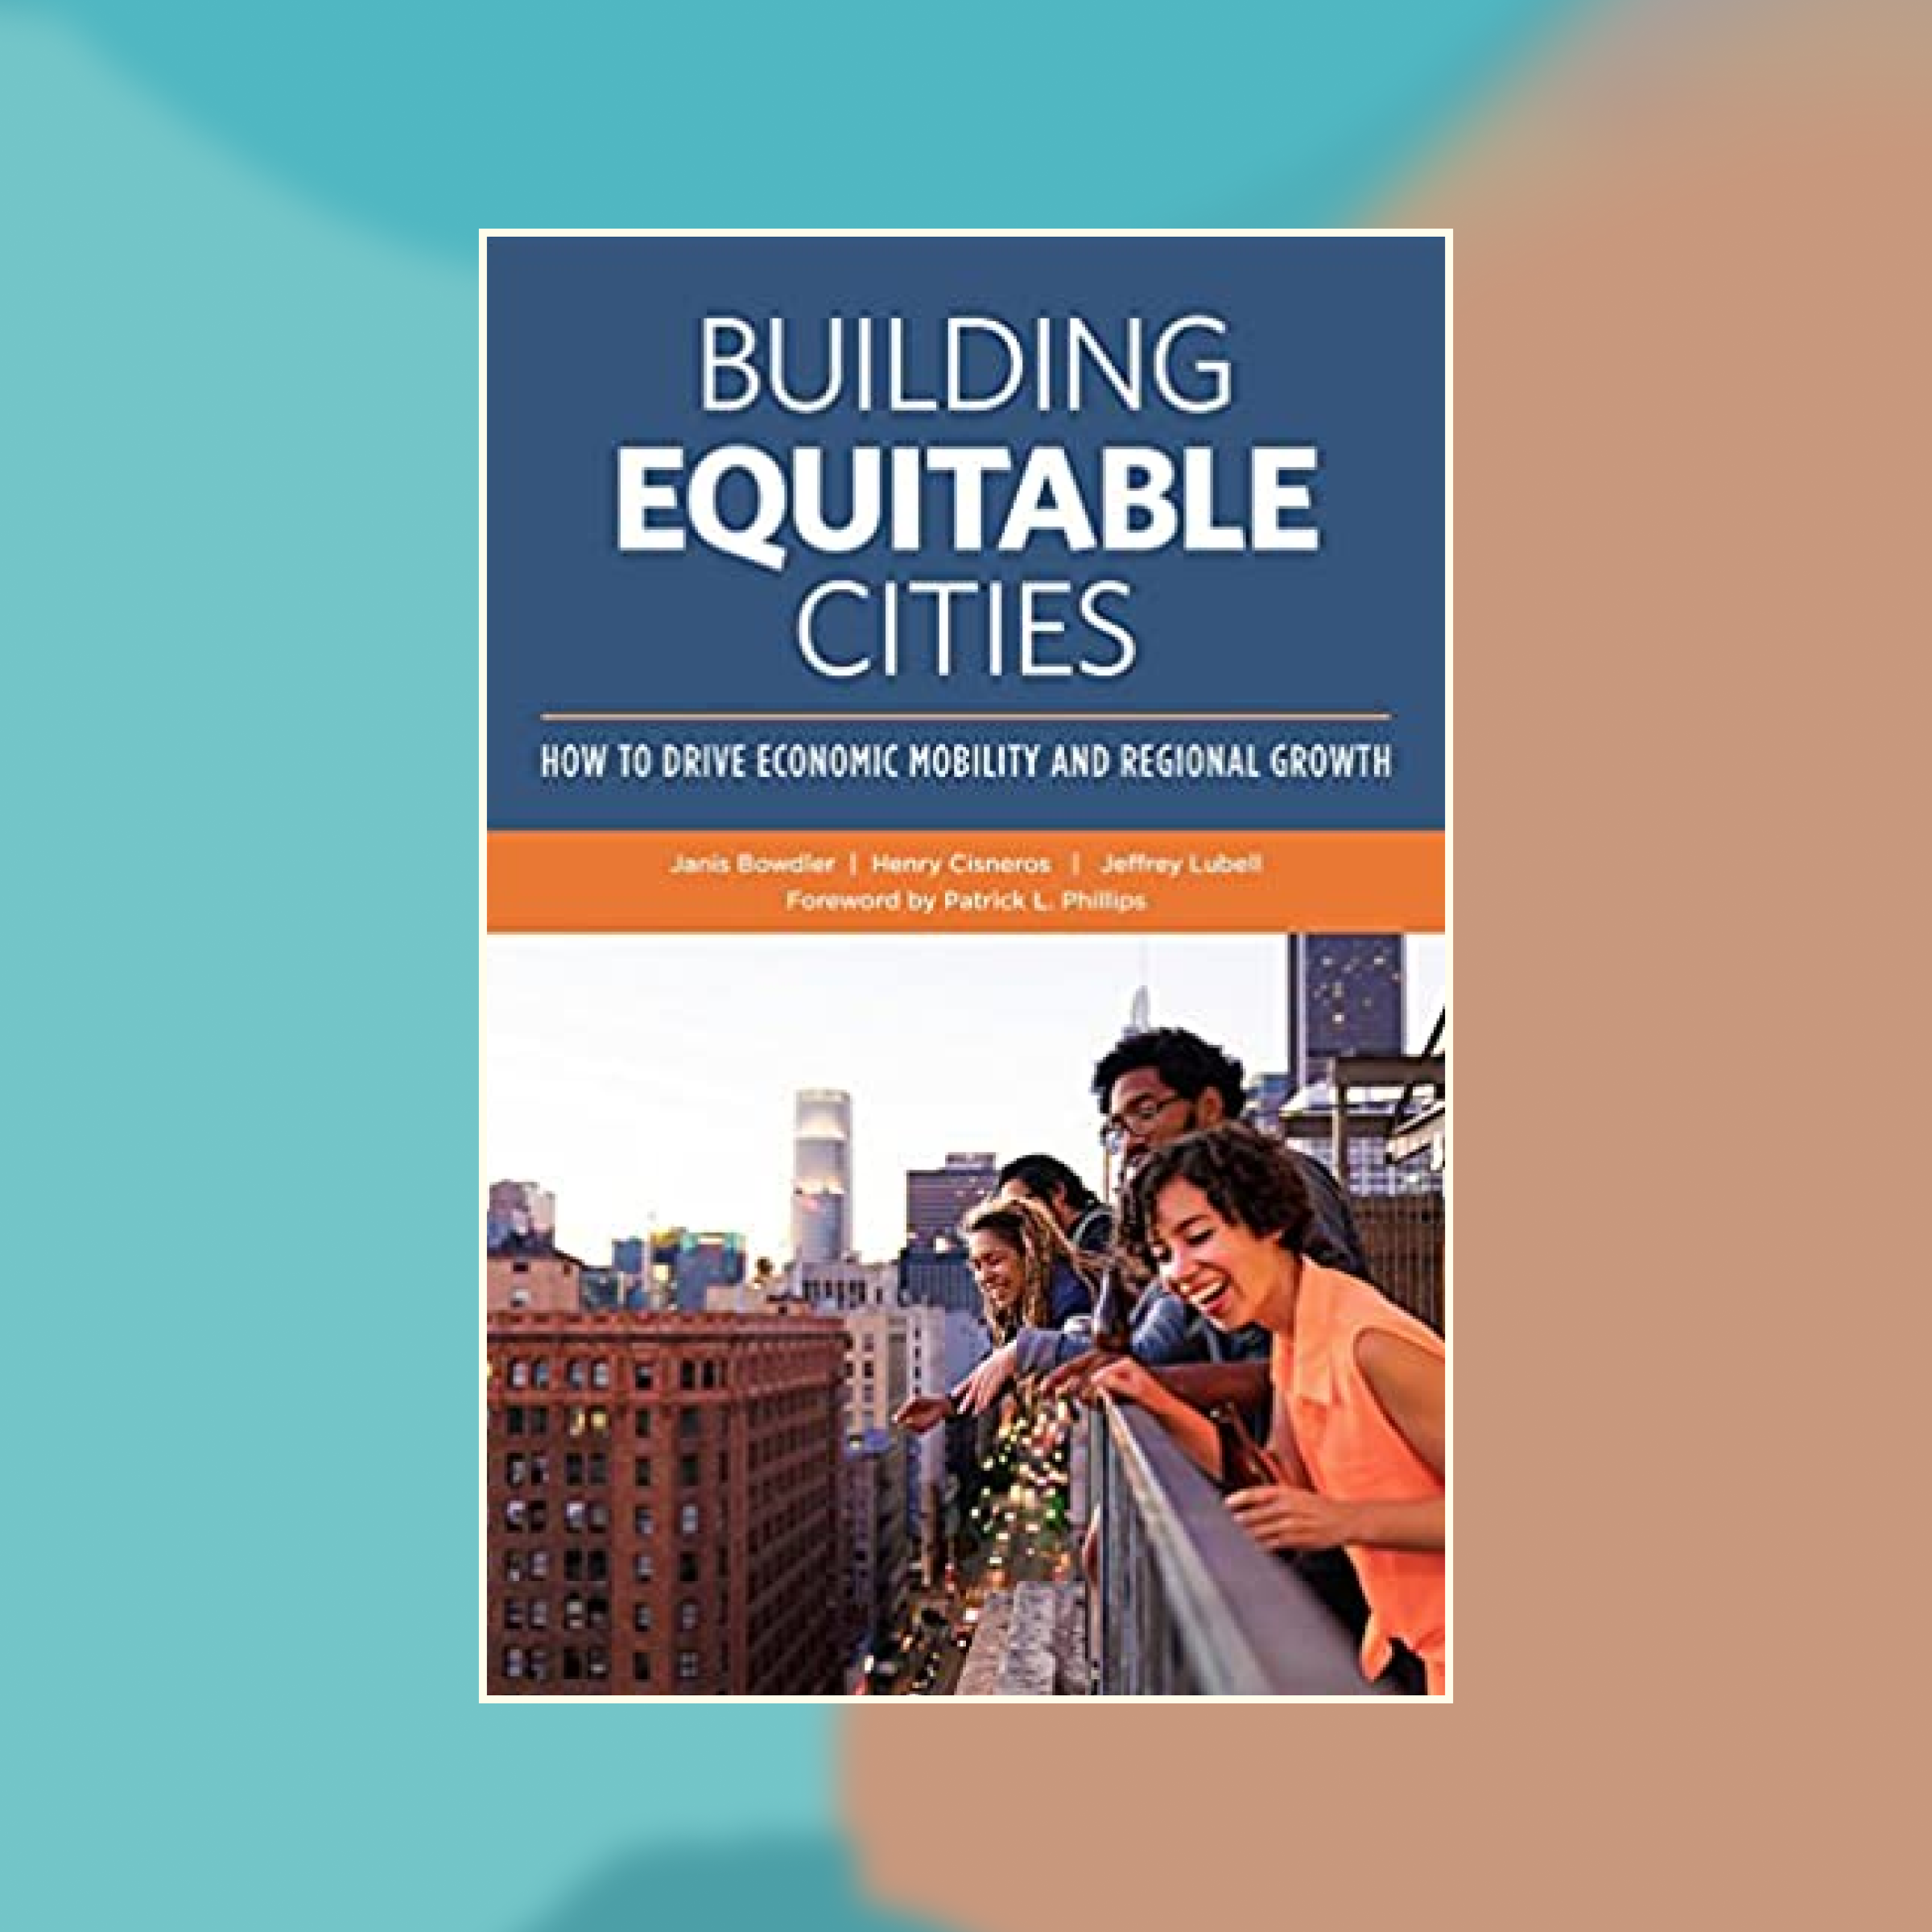 BUILDING
EQUITABLE
CITIES
HOW TO DRIVE ECONOMIC MOBILITY AND REGIONAL GROWTH
Janis Bowdler | Henry Cisneros | Jeffrey Lubell
Foreword by Patrick L. Phillips